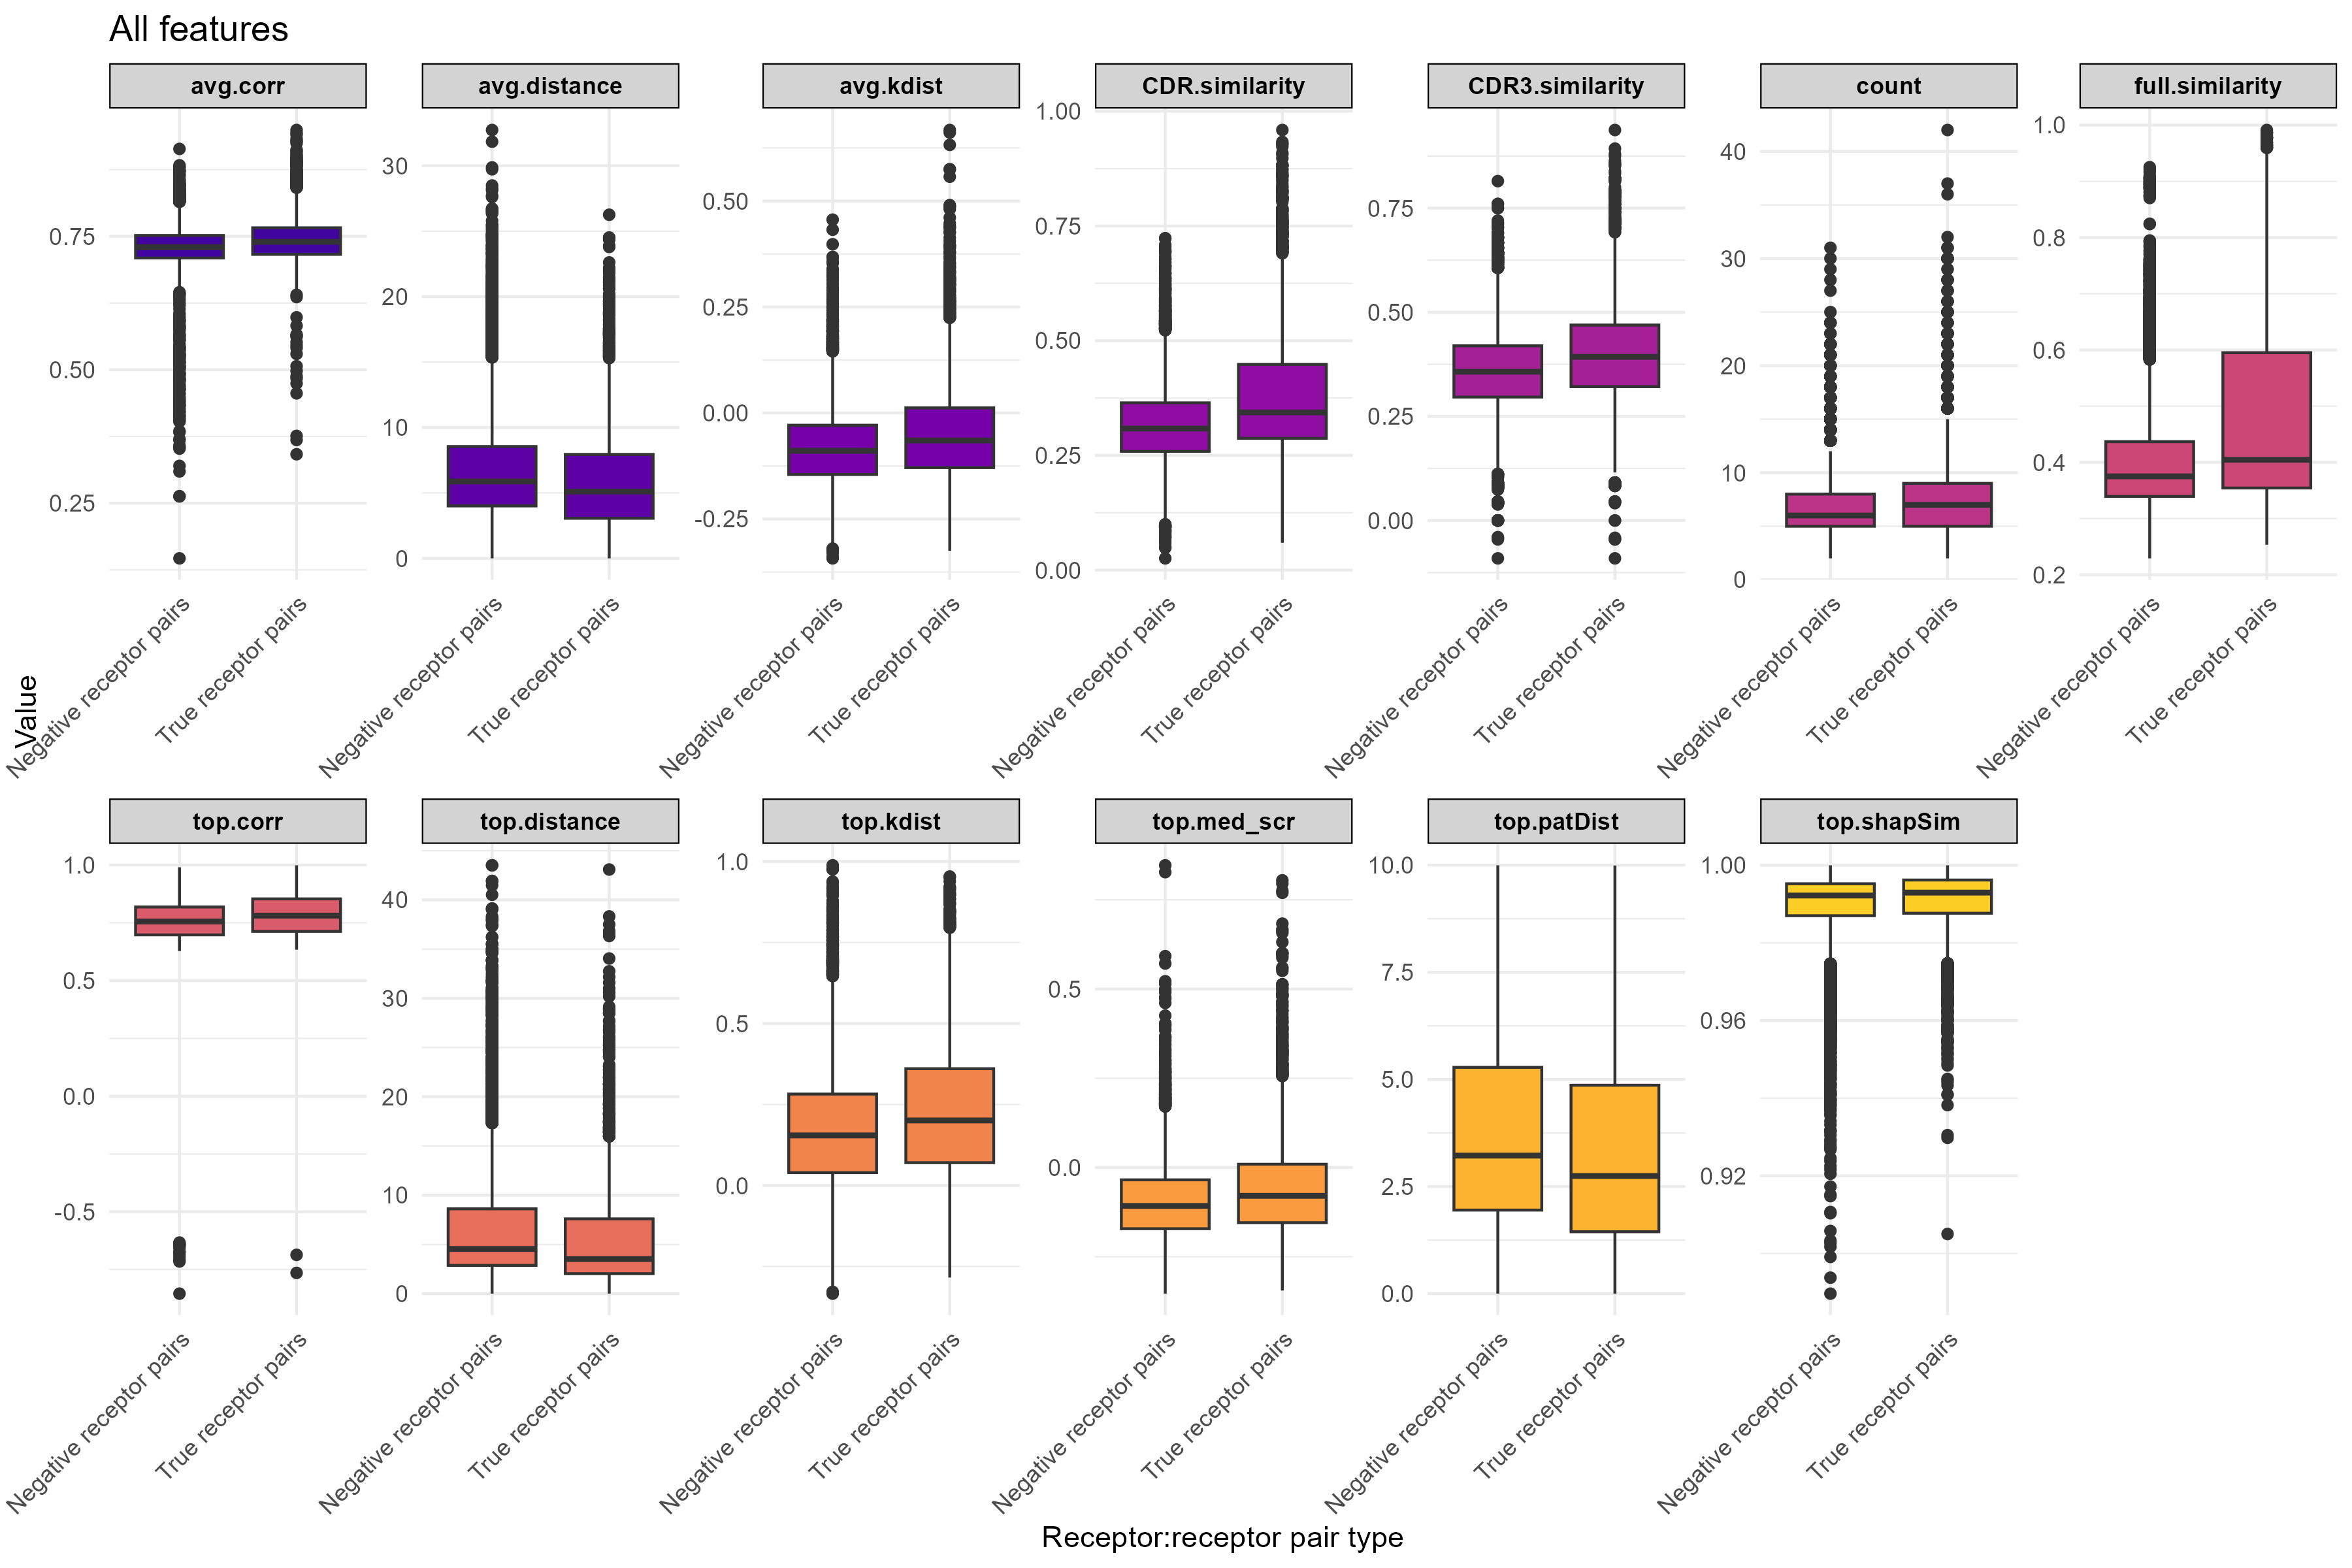 All features
avg.corr
avg.distance
avg.kdist
CDR.similarity
CDR3.similarity
count
full.similarity
0.75
0.50
0.25
30
20
10
0
0.50
0.25
0.00
-0.25
1.00
0.75
0.50
0.25
0.00
0.75
0.50
0.25
0.00
40
30
20
10
0
1.0
0.8
0.6
0.4
0.2
Negative receptor pairs
True receptor pairs
Negative receptor pairs
True receptor pairs
Negative receptor pairs
True receptor pairs
Negative receptor pairs
True receptor pairs
Negative receptor pairs
True receptor pairs
Negative receptor pairs
True receptor pairs
Negative receptor pairs
True receptor pairs
Value
top.corr
top.distance
top.kdist
top.med_scr
top.patDist
top.shapSim
1.0
0.5
0.0
-0.5
40
30
20
10
0
1.0
0.5
0.0
0.5
0.0
10.0
7.5
5.0
2.5
0.0
1.00
0.96
0.92
Negative receptor pairs
True receptor pairs
Negative receptor pairs
True receptor pairs
Negative receptor pairs
True receptor pairs
Negative receptor pairs
True receptor pairs
Negative receptor pairs
True receptor pairs
Negative receptor pairs
True receptor pairs
Receptor:receptor pair type